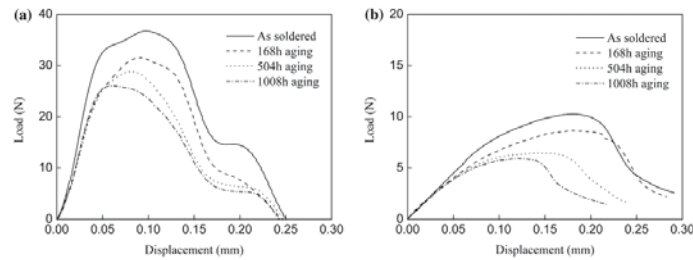 (a)
40
30
20
10
0
Load (N)
As soldered
168h aging
504h aging
1008h aging
0.00 0.05 0.10 0.15 0.20 0.25 0.30
Displacement (mm)
(b)
20
15
10
5
0
Load (N)
As soldered
168h aging
504h aging
1008h aging
0.00 0.05 0.10 0.15 0.20 0.25 0.30
Displacement (mm)